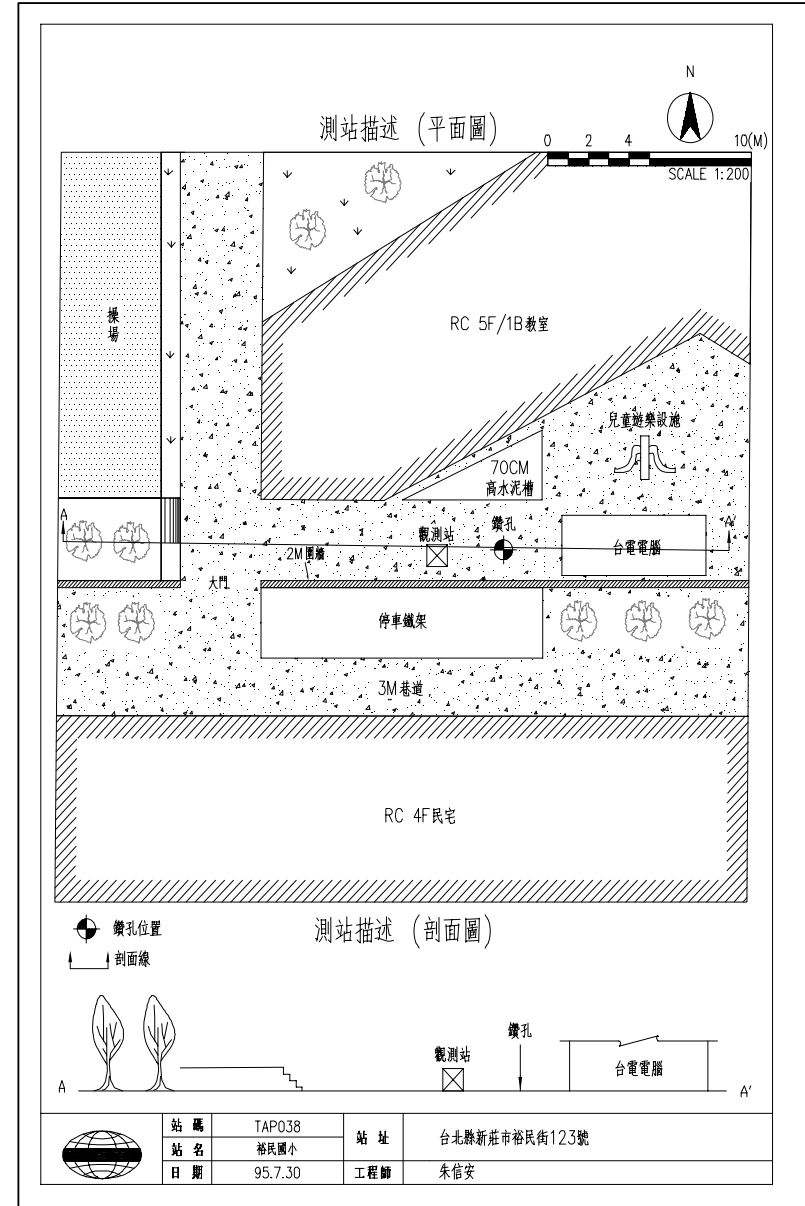 N
測站描述 (平面圖)
0 2 4 10(M)
SCALE 1:200
操場
RC 5F/1B教室
兒童遊樂設施
70CM
高水泥槽
A
觀測站
鑽孔
A'
台電電腦
2M圍牆
大門
停車鐵架
3M巷道
RC 4F民宅
鑽孔位置
測站描述 (剖面圖)
剖面線
鑽孔
觀測站
台電電腦
A
A'
站碼 TAP038 站址 台北縣新莊市裕民街123號
站名 裕民國小
日期 95.7.30 工程師 朱信安